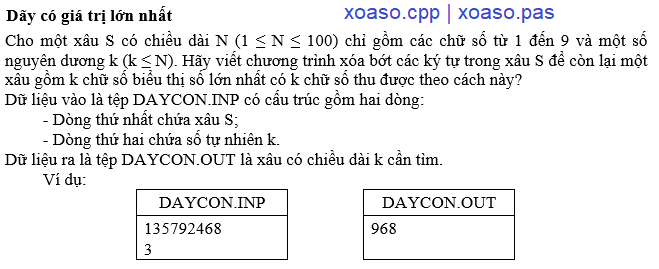 Dãy có giá trị lớn nhất
xoaso.cpp | xoaso.pas
Cho một xâu S có chiều dài N (1 ≤ N ≤ 100) chỉ gồm các chữ số từ 1 đến 9 và một số
nguyên dương k (k ≤ N). Hãy viết chương trình xóa bớt các ký tự trong xâu S để còn lại một
xâu gồm k chữ số biểu thị số lớn nhất có k chữ số thu được theo cách này?
Dữ liệu vào là tệp DAYCON.INP có cấu trúc gồm hai dòng:
- Dòng thứ nhất chứa xâu S;
- Dòng thứ hai chứa số tự nhiên k.
Dữ liệu ra là tệp DAYCON.OUT là xâu có chiều dài k cần tìm.
Ví dụ:
DAYCON.INP
135792468
3
DAYCON.OUT
968